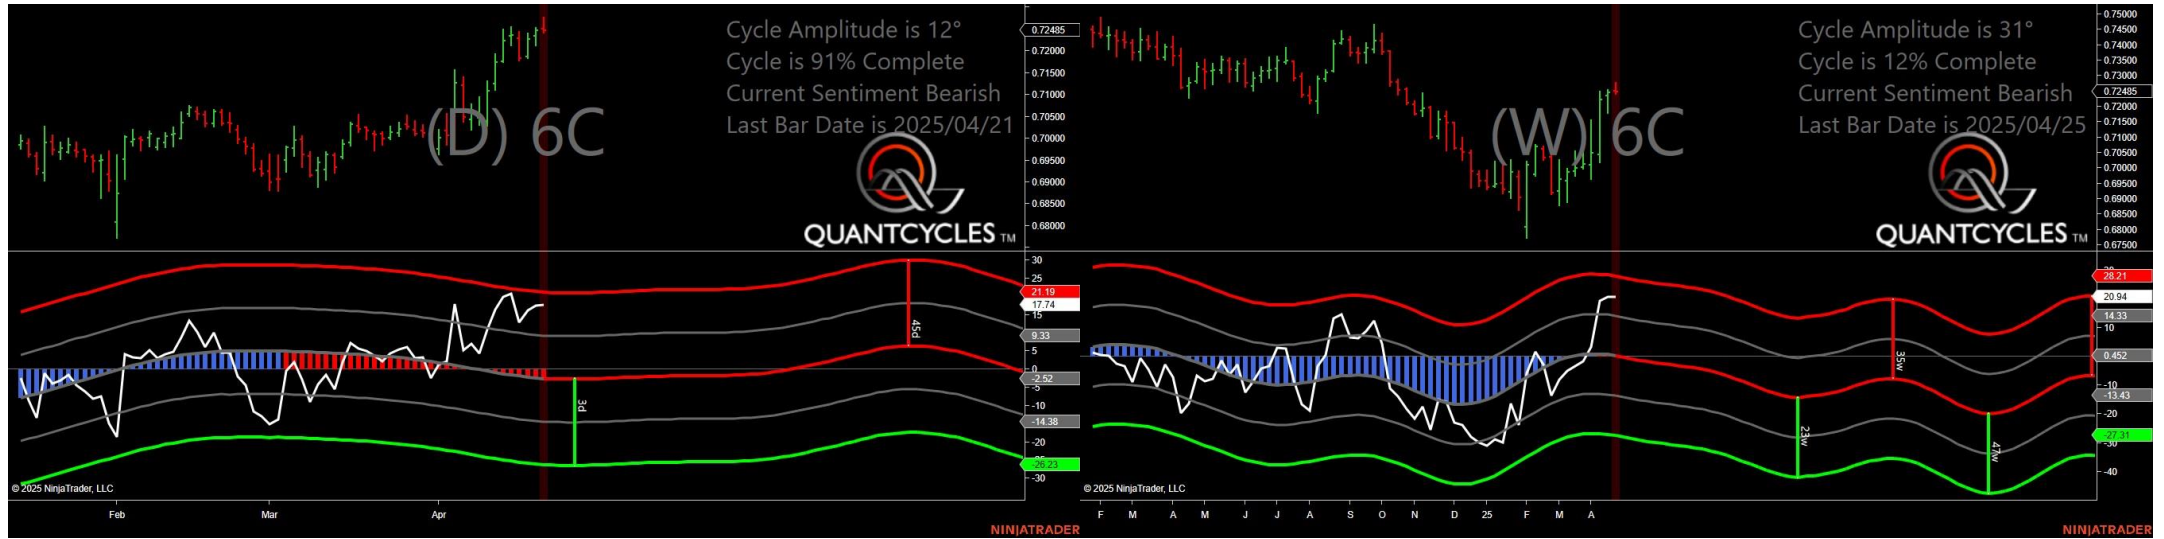 Cycle Amplitude is 12°
Cycle is 91% Complete
Current Sentiment Bearish
Last Bar Date is 2025/04/21
(D) 6C
QUANTCYCLES TM
0.72485
0.72000
0.71500
0.71000
0.70500
0.70000
0.69500
0.69000
0.68500
0.68000
30
25
21.19
17.74
15
9.33
5
0
-2.52
-5
-10
-14.38
-20
-26.23
-30
45d
3d
© 2025 NinjaTrader, LLC
Feb Mar Apr
NINJATRADER
Cycle Amplitude is 31°
Cycle is 12% Complete
Current Sentiment Bearish
Last Bar Date is 2025/04/25
(W) 6C
QUANTCYCLES TM
0.75000
0.74500
0.74000
0.73500
0.73000
0.72485
0.72000
0.71500
0.71000
0.70500
0.70000
0.69500
0.69000
0.68500
0.68000
0.67500
28.21
20.94
14.33
10
0.452
-10
-13.43
-20
-27.31
-30
-40
35w
23w
47w
© 2025 NinjaTrader, LLC
F M A M J J A S O N D 25 F M A
NINJATRADER